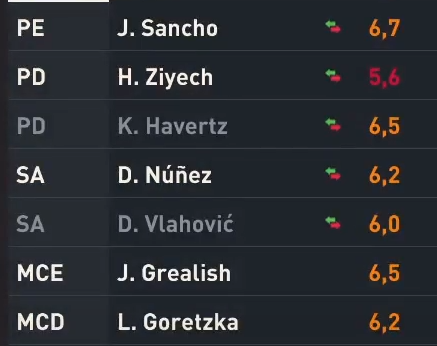 PE J. Sancho 6,7
PD H. Ziyech 5,6
PD K. Havertz 6,5
SA D. Núñez 6,2
SA D. Vlahović 6,0
MCE J. Grealish 6,5
MCD L. Goretzka 6,2